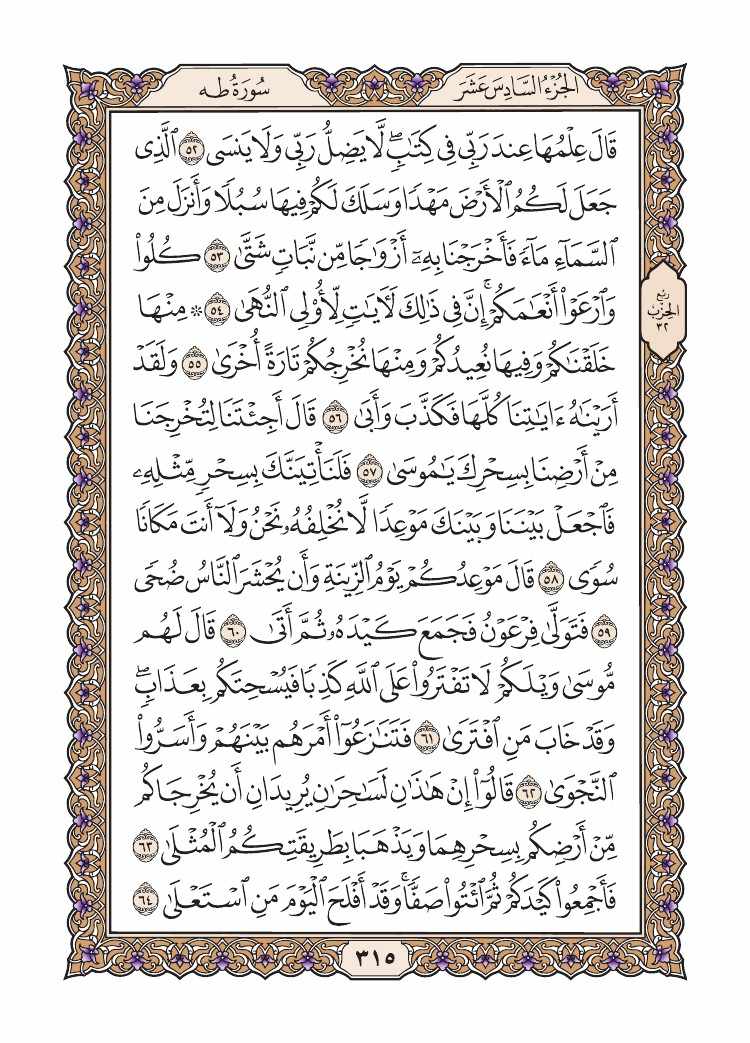 سُورَةُ طه
الجُزْءُ السَّادِسَ عَشَرَ
قَالَ عِلْمُهَا عِندَ رَبِّي فِي كِتَٰبٖۖ لَّا يَضِلُّ رَبِّي وَلَا يَنسَى ٥٢ ٱلَّذِي
جَعَلَ لَكُمُ ٱلْأَرْضَ مَهْدٗا وَسَلَكَ لَكُمْ فِيهَا سُبُلٗا وَأَنزَلَ مِنَ
ٱلسَّمَآءِ مَآءٗ فَأَخْرَجْنَا بِهِۦٓ أَزْوَٰجٗا مِّن نَّبَاتٖ شَتَّىٰ ٥٣ كُلُواْ
وَٱرْعَوْاْ أَنْعَٰمَكُمْۚ إِنَّ فِي ذَٰلِكَ لَأٓيَٰتٖ لِّأُوْلِي ٱلنُّهَىٰ ٥٤ ۞ مِنْهَا
خَلَقْنَٰكُمْ وَفِيهَا نُعِيدُكُمْ وَمِنْهَا نُخْرِجُكُمْ تَارَةً أُخْرَىٰ ٥٥ وَلَقَدْ
أَرَيْنَٰهُ ءَايَٰتِنَا كُلَّهَا فَكَذَّبَ وَأَبَىٰ ٥٦ قَالَ أَجِئْتَنَا لِتُخْرِجَنَا
مِنْ أَرْضِنَا بِسِحْرِكَ يَٰمُوسَىٰ ٥٧ فَلَنَأْتِيَنَّكَ بِسِحْرٖ مِّثْلِهِۦ
فَٱجْعَلْ بَيْنَنَا وَبَيْنَكَ مَوْعِدٗا لَّا نُخْلِفُهُۥ نَحْنُ وَلَآ أَنتَ مَكَانٗا
سُوٗى ٥٨ قَالَ مَوْعِدُكُمْ يَوْمُ ٱلزِّينَةِ وَأَن يُحْشَرَ ٱلنَّاسُ ضُحٗى
٥٩ فَتَوَلَّىٰ فِرْعَوْنُ فَجَمَعَ كَيْدَهُۥ ثُمَّ أَتَىٰ ٦٠ قَالَ لَهُم
مُّوسَىٰ وَيْلَكُمْ لَا تَفْتَرُواْ عَلَى ٱللَّهِ كَذِبٗا فَيُسْحِتَكُم بِعَذَابٖۖ
وَقَدْ خَابَ مَنِ ٱفْتَرَىٰ ٦١ فَتَنَٰزَعُوٓاْ أَمْرَهُم بَيْنَهُمْ وَأَسَرُّواْ
ٱلنَّجْوَىٰ ٦٢ قَالُوٓاْ إِنْ هَٰذَٰنِ لَسَٰحِرَٰنِ يُرِيدَانِ أَن يُخْرِجَاكُم
مِّنْ أَرْضِكُم بِسِحْرِهِمَا وَيَذْهَبَا بِطَرِيقَتِكُمُ ٱلْمُثْلَىٰ ٦٣
فَأَجْمِعُواْ كَيْدَكُمْ ثُمَّ ٱئْتُواْ صَفّٗاۚ وَقَدْ أَفْلَحَ ٱلْيَوْمَ مَنِ ٱسْتَعْلَىٰ ٦٤
ربع
الحِزب
٣٢
٣١٥